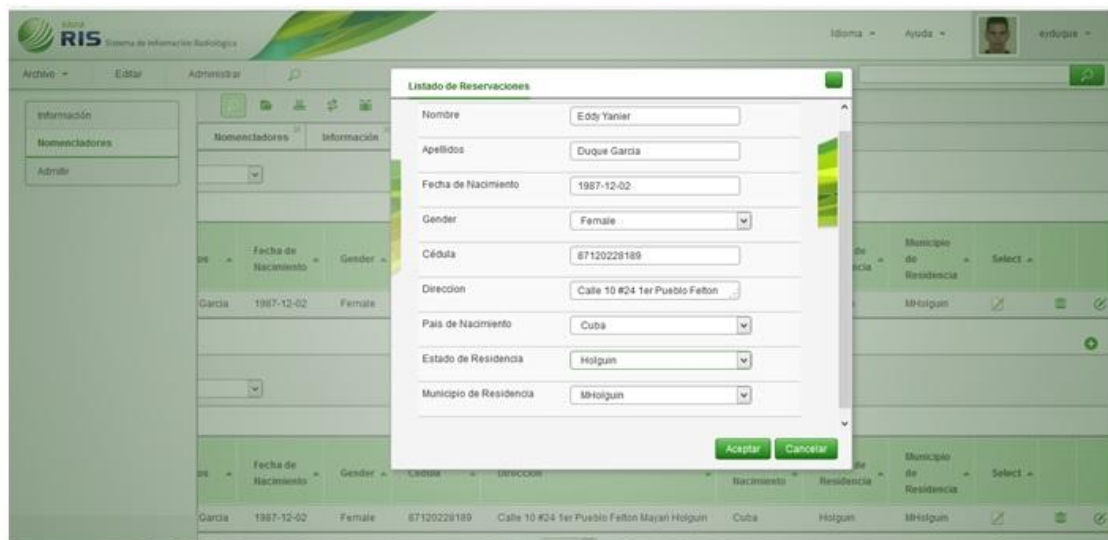 RIS Sistema de Información Radiológica
Idioma
Ayuda
eyduque
Archivo
Editar
Administrar
Listado de Reservaciones
Información
Nomencladores
Admitir
Nomencladores
Información
Nombre
Eddy Yanier
Apellidos
Duque Garcia
Fecha de Nacimiento
1987-12-02
Gender
Female
Cédula
87120228189
Direccion
Calle 10 #24 1er Pueblo Felton
Pais de Nacimiento
Cuba
Estado de Residencia
Holguin
Municipio de Residencia
MHolguin
Aceptar
Cancelar
Fecha de
Nacimiento
Gender
Municipio
de
Residencia
Select
Garcia
1987-12-02
Female
MHolguin
Fecha de
Nacimiento
Gender
Cédula
Direccion
Nacimiento
de
Residencia
Municipio
de
Residencia
Select
Garcia
1987-12-02
Female
87120228189
Calle 10 #24 1er Pueblo Felton Mayari Holguin
Cuba
Holguin
MHolguin